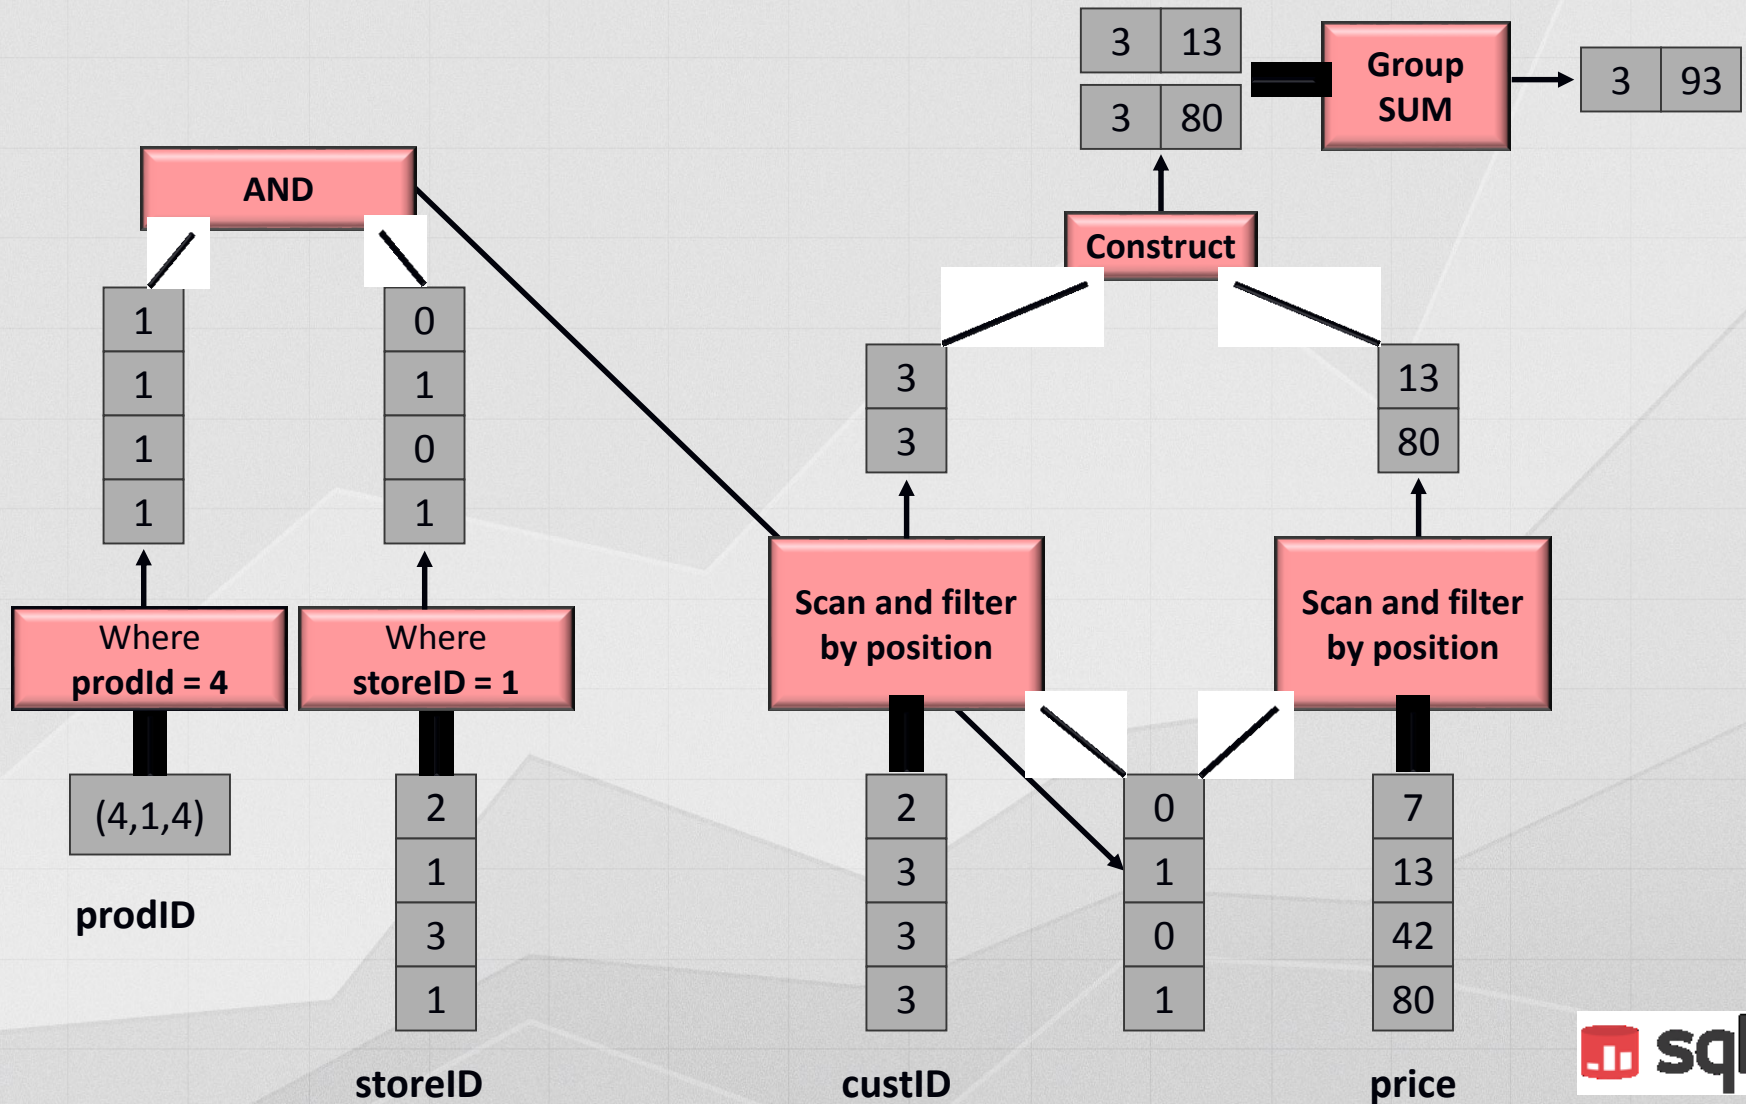 3 13
3 80
Group
SUM
3 93
AND
Construct
1
1
1
1
0
1
0
1
3
3
13
80
Where
prodId = 4
Where
storeID = 1
Scan and filter
by position
Scan and filter
by position
(4,1,4)
prodID
2
1
3
1
storeID
2
3
3
3
custID
0
1
0
1
7
13
42
80
price
sql